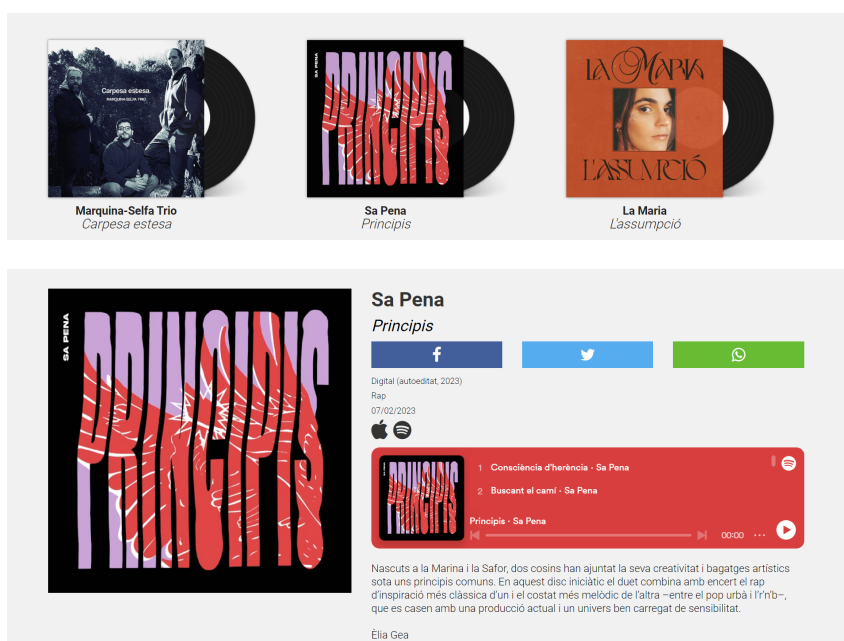 Carpesa estesa.
MARQUINA-SELFA TRIO
SA PENA
PRINCIPIS
LA MARIA
L'ASSUMPCIÓ
Marquina-Selfa Trio
Carpesa estesa
Sa Pena
Principis
La Maria
L'assumpció
SA PENA
PRINCIPIS
Sa Pena
Principis
Digital (autoeditat, 2023)
Rap
07/02/2023
PRINCIPIS
1 Consciència d'herència · Sa Pena
2 Buscant el camí · Sa Pena
Principis · Sa Pena
00:00
Nascuts a la Marina i la Safor, dos cosins han ajuntat la seva creativitat i bagatges artístics
sota uns principis comuns. En aquest disc iniciàtic el duet combina amb encert el rap
d'inspiració més clàssica d'un i el costat més melòdic de l'altra –entre el pop urbà i l'r'n'b–,
que es casen amb una producció actual i un univers ben carregat de sensibilitat.
Èlia Gea